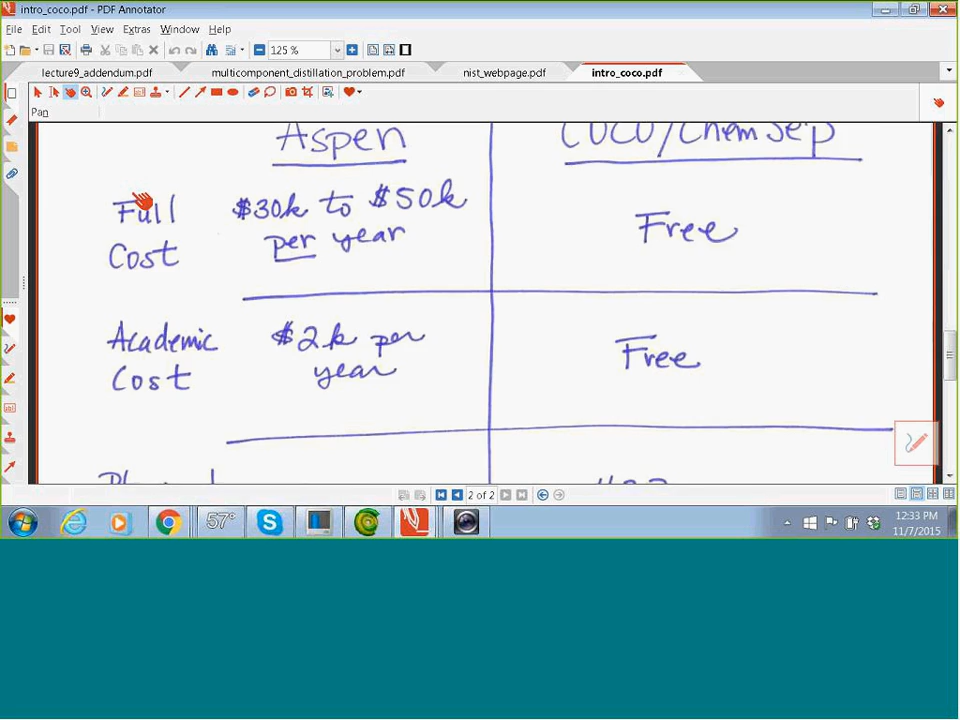 intro_coco.pdf - PDF Annotator
File Edit Tool View Extras Window Help
125 %
lecture9_addendum.pdf multicomponent_distillation_problem.pdf nist_webpage.pdf intro_coco.pdf
Pan
Aspen COCO/ChemSep
Full $30k to $50k
Cost per year Free
Academic $2k per
Cost year Free
2 of 2
57°
12:33 PM
11/7/2015